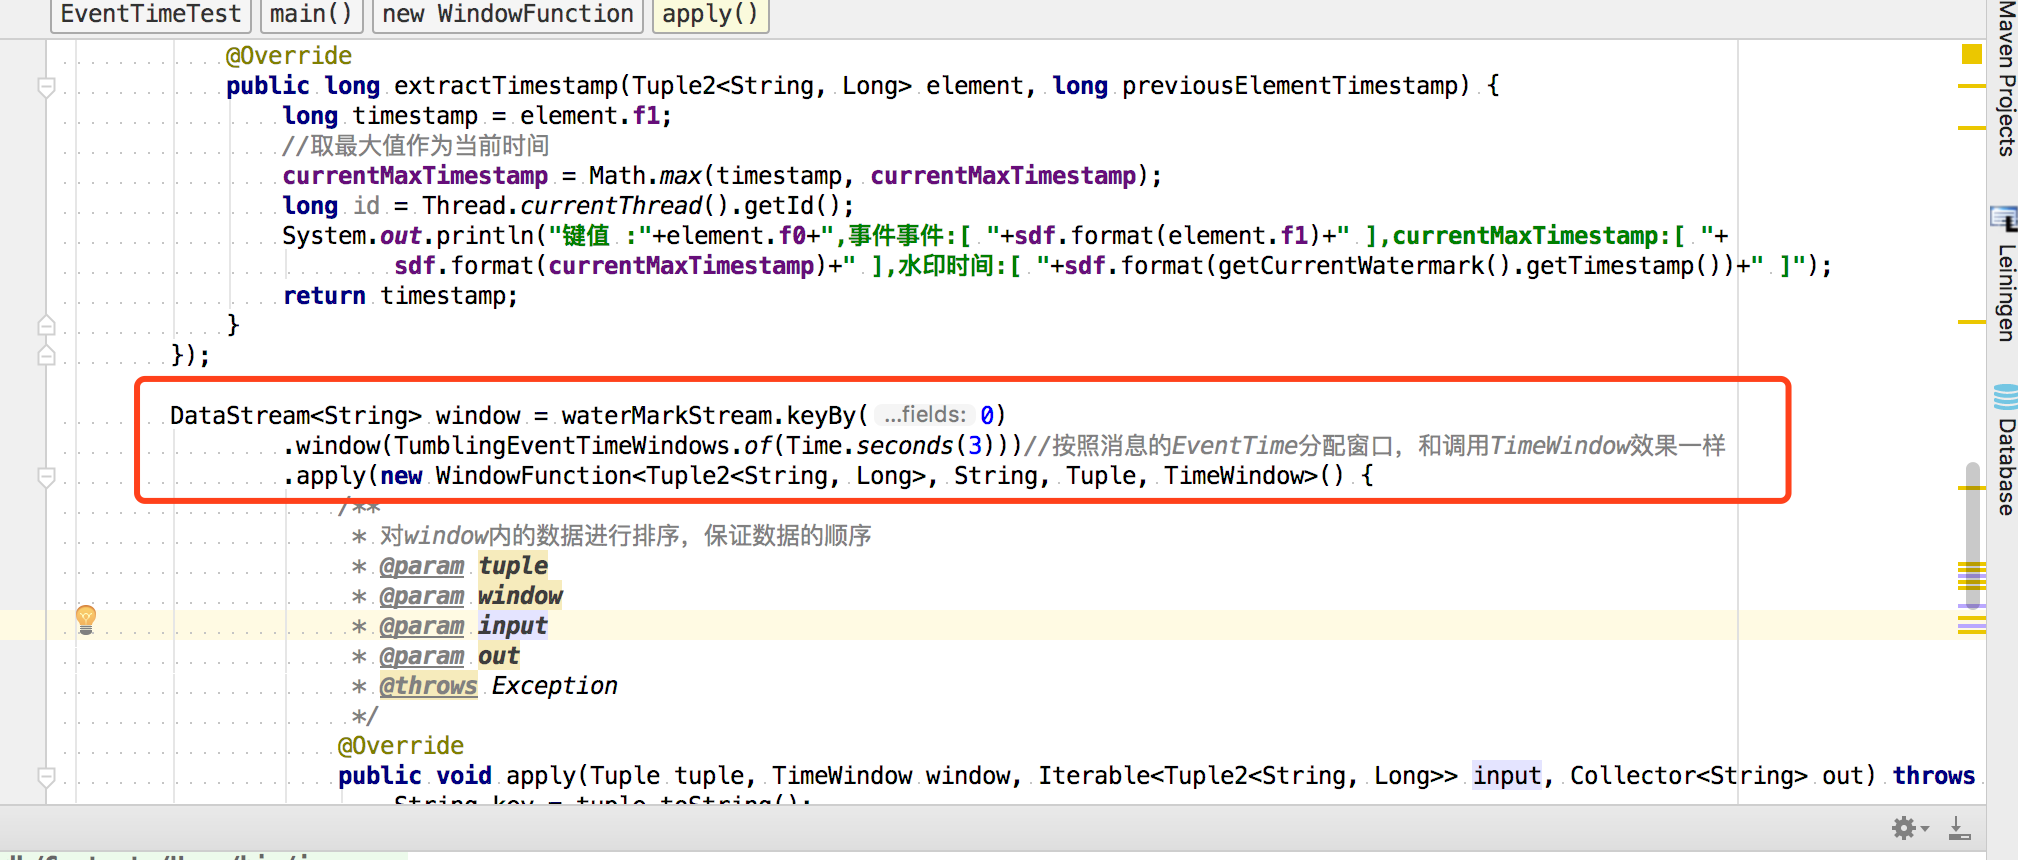 EventTimeTest main() new WindowFunction apply()
@Override
public long extractTimestamp(Tuple2<String, Long> element, long previousElementTimestamp) {
long timestamp = element.f1;
//取最大值作为当前时间
currentMaxTimestamp = Math.max(timestamp, currentMaxTimestamp);
long id = Thread.currentThread().getId();
System.out.println("键值 :"+element.f0+",事件事件:[ "+sdf.format(element.f1)+" ],currentMaxTimestamp:[ "+
sdf.format(currentMaxTimestamp)+" ],水印时间:[ "+sdf.format(getCurrentWatermark().getTimestamp())+" ]");
return timestamp;
}
});
DataStream<String> window = waterMarkStream.keyBy( ...fields: 0)
.window(TumblingEventTimeWindows.of(Time.seconds(3)))//按照消息的EventTime分配窗口，和调用TimeWindow效果一样
.apply(new WindowFunction<Tuple2<String, Long>, String, Tuple, TimeWindow>() {
/**
* 对window内的数据进行排序，保证数据的顺序
* @param tuple
* @param window
* @param input
* @param out
* @throws Exception
*/
@Override
public void apply(Tuple tuple, TimeWindow window, Iterable<Tuple2<String, Long>> input, Collector<String> out) throws
String key = tuple.toString();
Maven Projects
Leiningen
Database